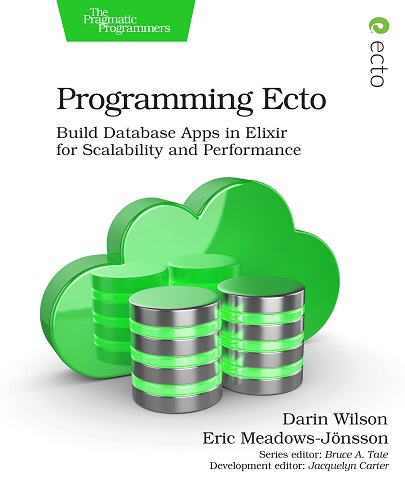 The
Pragmatic
Programmers
ecto
Programming Ecto
Build Database Apps in Elixir
for Scalability and Performance
Darin Wilson
Eric Meadows-Jönsson
Series editor: Bruce A. Tate
Development editor: Jacquelyn Carter